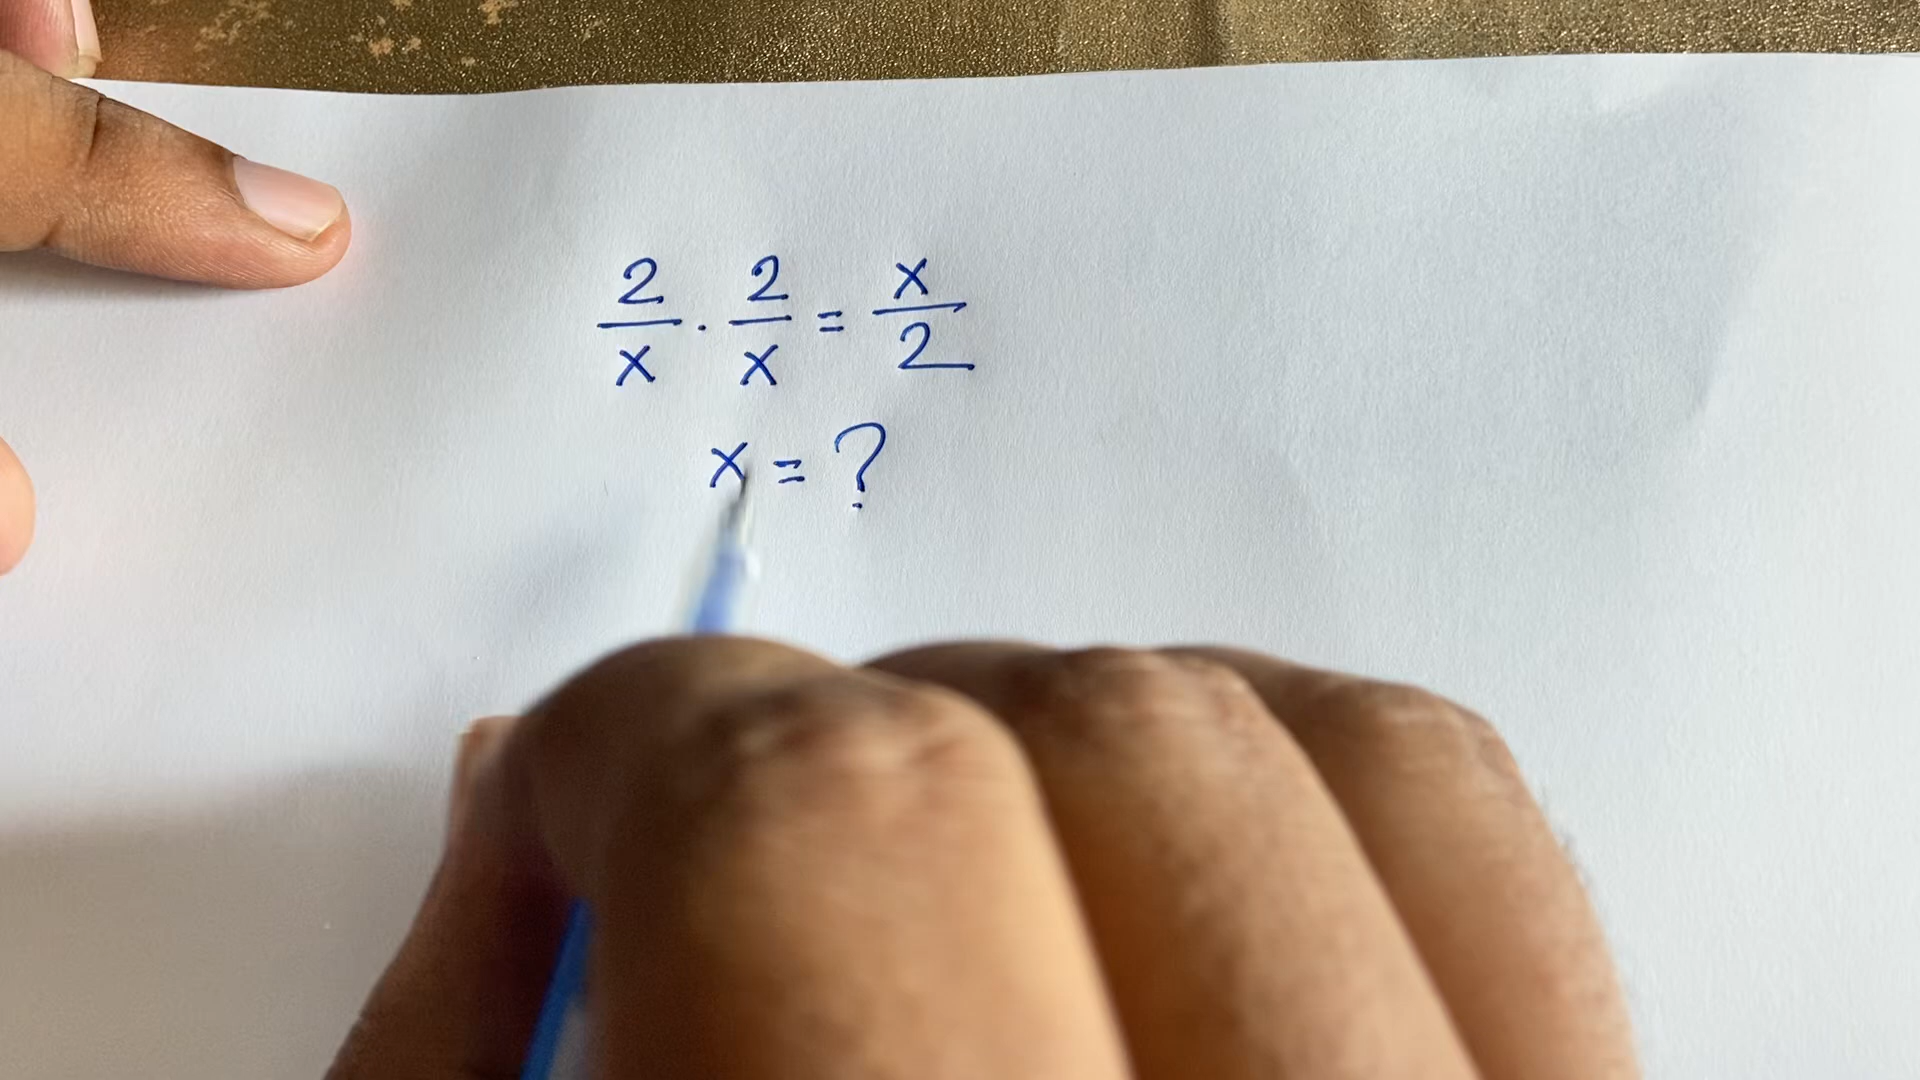 2/x · 2/x = x/2
x = ?